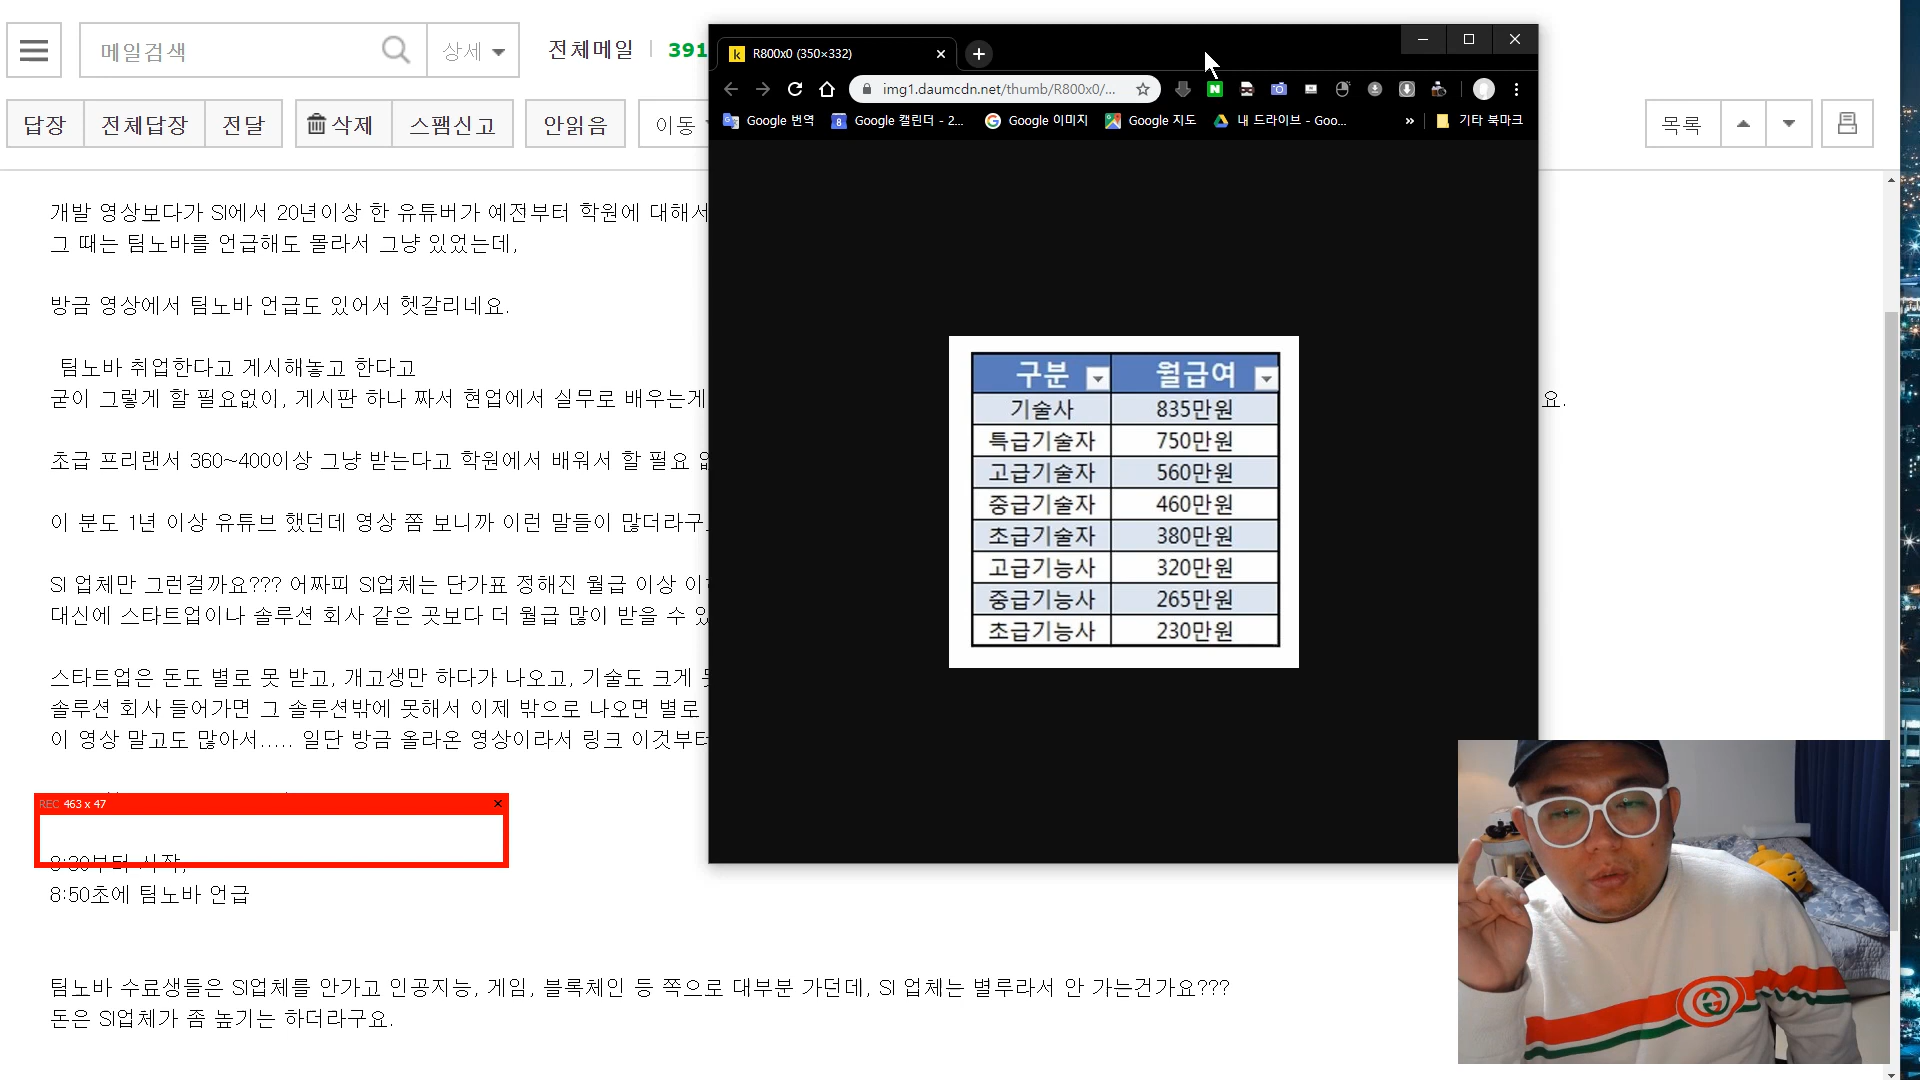 메일검색
상세
전체메일
391
답장
전체답장
전달
삭제
스팸신고
안읽음
이동
목록
R800x0 (350×332)
img1.daumcdn.net/thumb/R800x0/...
Google 번역
Google 캘린더 - 2...
Google 이미지
Google 지도
내 드라이브 - Goo...
»
기타 북마크
개발 영상보다가 SI에서 20년이상 한 유튜버가 예전부터 학원에 대해서
그 때는 팀노바를 언급해도 몰라서 그냥 있었는데,
방금 영상에서 팀노바 언급도 있어서 헷갈리네요.
팀노바 취업한다고 게시해놓고 한다고
굳이 그렇게 할 필요없이, 게시판 하나 짜서 현업에서 실무로 배우는게 요.
초급 프리랜서 360~400이상 그냥 받는다고 학원에서 배워서 할 필요
이 분도 1년 이상 유튜브 했던데 영상 쫌 보니까 이런 말들이 많더라구
SI 업체만 그런걸까요??? 어짜피 SI업체는 단가표 정해진 월급 이상
대신에 스타트업이나 솔루션 회사 같은 곳보다 더 월급 많이 받을 수
스타트업은 돈도 별로 못 받고, 개고생만 하다가 나오고, 기술도 크게
솔루션 회사 들어가면 그 솔루션밖에 못해서 이제 밖으로 나오면 별로
이 영상 말고도 많아서..... 일단 방금 올라온 영상이라서 링크 이것부터
REC 463 x 47
8:30부터 시작,
8:50초에 팀노바 언급
팀노바 수료생들은 SI업체를 안가고 인공지능, 게임, 블록체인 등 쪽으로 대부분 가던데, SI 업체는 별루라서 안 가는건가요???
돈은 SI업체가 좀 높기는 하더라구요.
구분 월급여
기술사 835만원
특급기술자 750만원
고급기술자 560만원
중급기술자 460만원
초급기술자 380만원
고급기능사 320만원
중급기능사 265만원
초급기능사 230만원